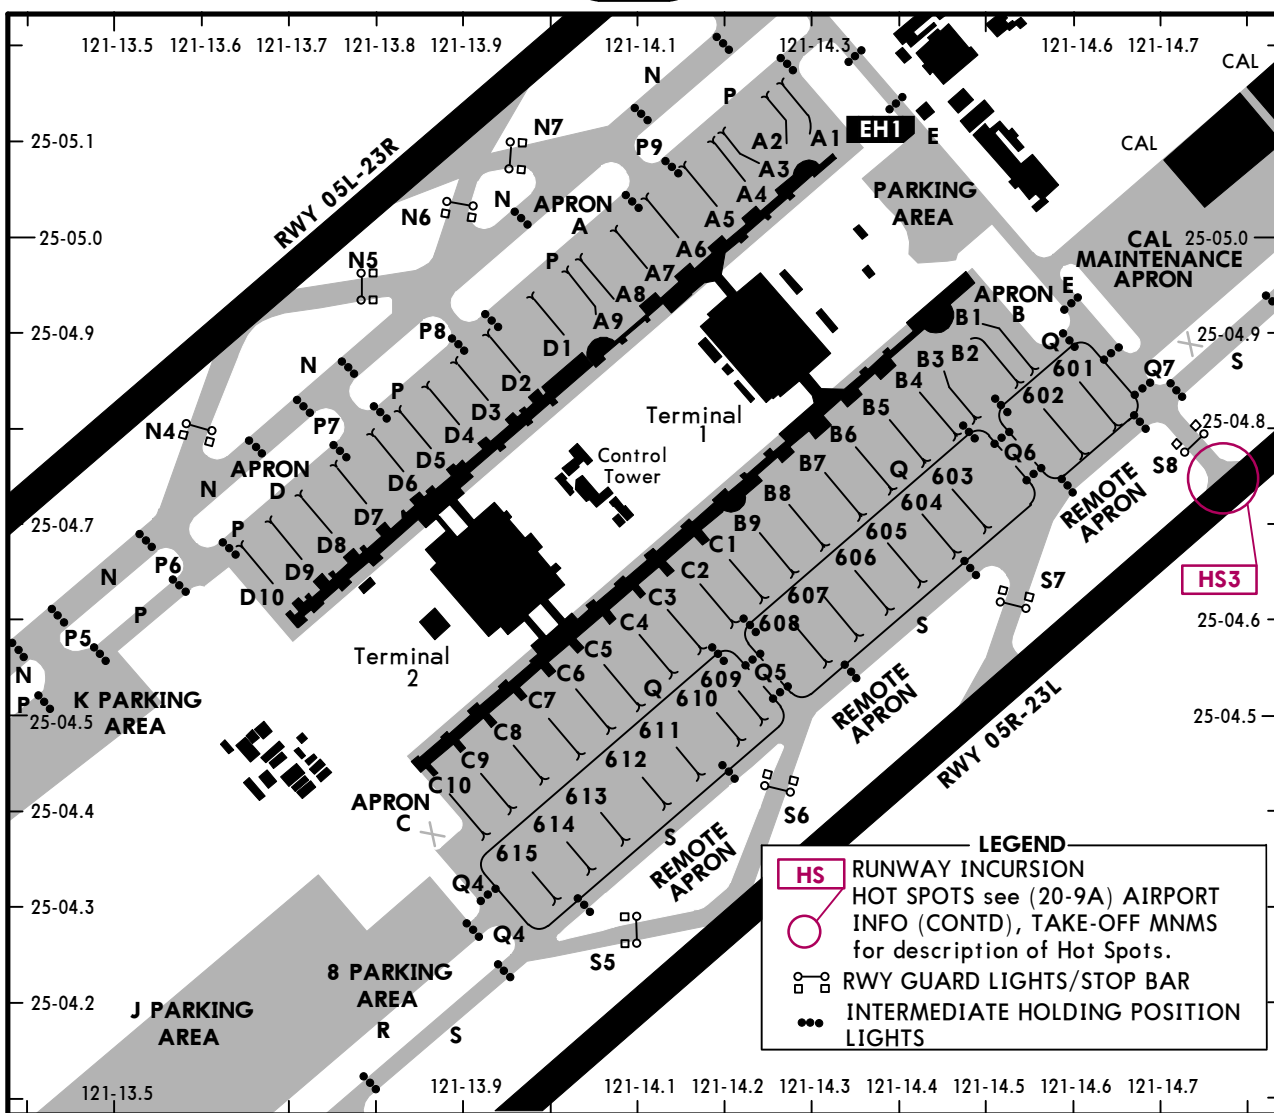 121-13.5 121-13.6 121-13.7 121-13.8 121-13.9 121-14.1 121-14.3 121-14.6 121-14.7
CAL
N
P
N7
EH1
A1
A2
E
25-05.1
P9
A3
CAL
RWY 05L-23R
N6
N
APRON
A
A4
PARKING
AREA
A5
25-05.0
N5
P
A6
A7
CAL
MAINTENANCE
APRON
25-05.0
A8
A9
APRON
B
E
25-04.9
P8
D1
B1
B2
B3
Q
25-04.9
S
N
P
D2
B4
601
602
Q7
D3
Terminal
1
B5
N4
P7
D4
B6
25-04.8
APRON
D
D5
Control
Tower
Q6
S8
N
D6
B7
Q
603
REMOTE
APRON
25-04.7
P
D7
B8
604
B9
605
HS3
D8
C1
606
P6
D9
C2
N
D10
C3
607
S7
P
608
S
25-04.6
P5
C4
Terminal
2
C5
C6
609
Q5
N
P
K PARKING
AREA
C7
Q
610
REMOTE
APRON
25-04.5
C8
611
RWY 05R-23L
25-04.5
C9
612
C10
613
25-04.4
APRON
C
614
S6
615
S
REMOTE
APRON
LEGEND
HS RUNWAY INCURSION
HOT SPOTS see (20-9A) AIRPORT
INFO (CONTD), TAKE-OFF MNMS
for description of Hot Spots.
RWY GUARD LIGHTS/STOP BAR
INTERMEDIATE HOLDING POSITION
LIGHTS
Q4
25-04.3
Q4
S5
8 PARKING
AREA
25-04.2
J PARKING
AREA
R
S
121-13.5 121-13.9 121-14.1 121-14.2 121-14.3 121-14.4 121-14.5 121-14.6 121-14.7